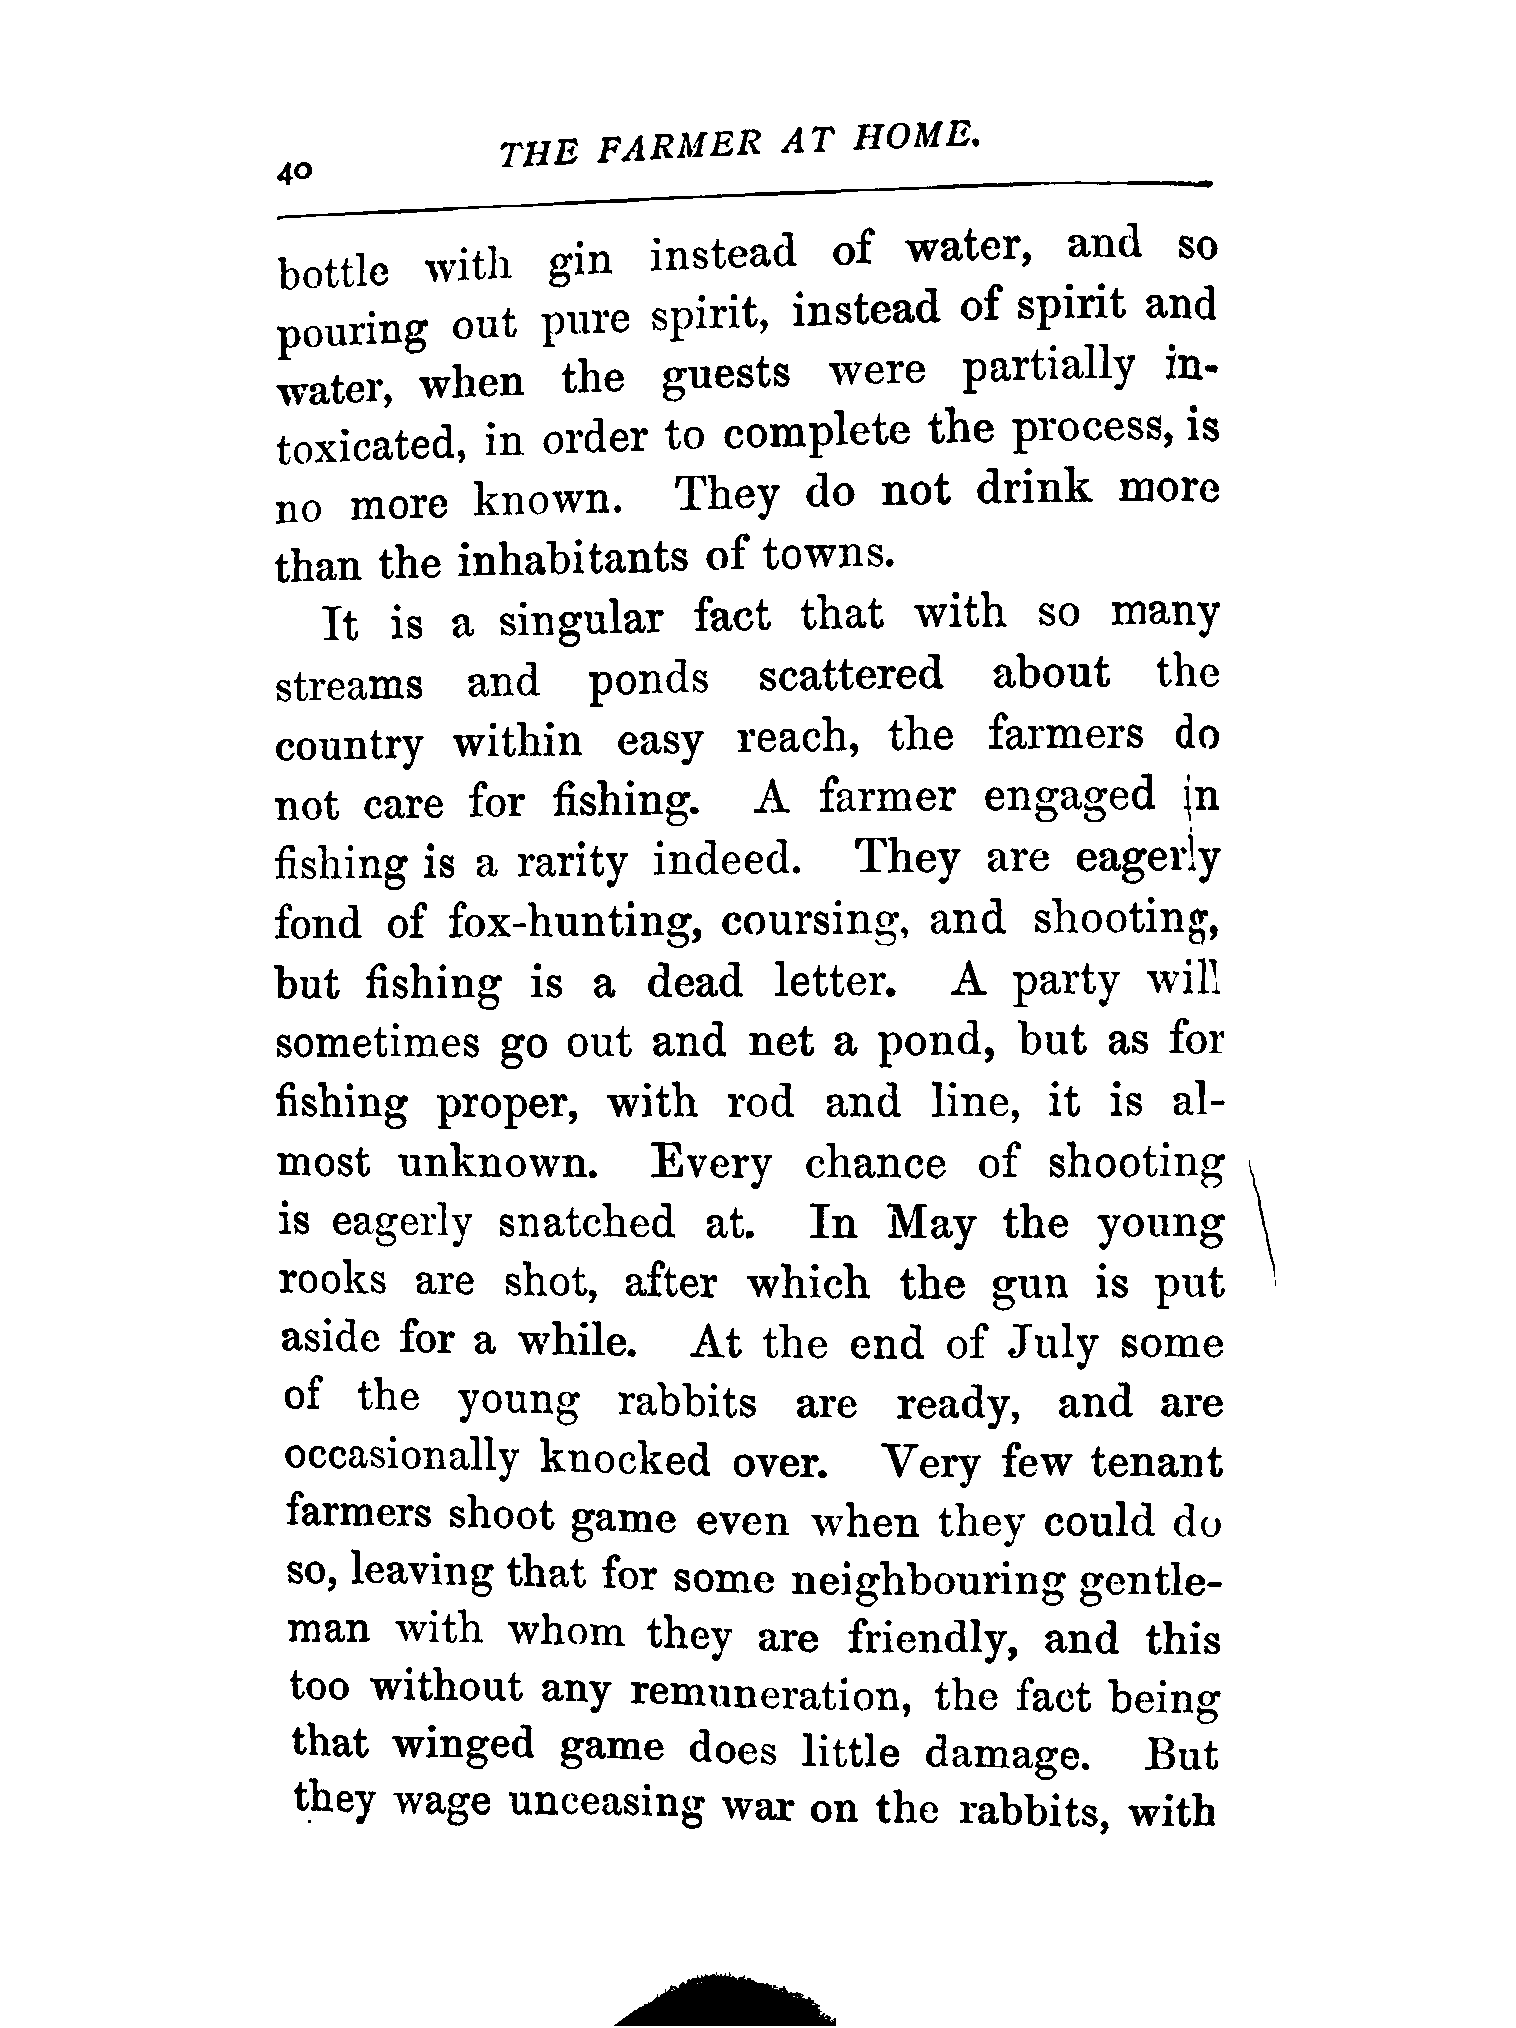 40
THE FARMER AT HOME.
bottle with gin instead of water, and so
pouring out pure spirit, instead of spirit and
water, when the guests were partially in-
toxicated, in order to complete the process, is
no more known. They do not drink more
than the inhabitants of towns.
It is a singular fact that with so many
streams and ponds scattered about the
country within easy reach, the farmers do
not care for fishing. A farmer engaged in
fishing is a rarity indeed. They are eagerly
fond of fox-hunting, coursing, and shooting,
but fishing is a dead letter. A party will
sometimes go out and net a pond, but as for
fishing proper, with rod and line, it is al-
most unknown. Every chance of shooting
is eagerly snatched at. In May the young
rooks are shot, after which the gun is put
aside for a while. At the end of July some
of the young rabbits are ready, and are
occasionally knocked over. Very few tenant
farmers shoot game even when they could do
so, leaving that for some neighbouring gentle-
man with whom they are friendly, and this
too without any remuneration, the fact being
that winged game does little damage. But
they wage unceasing war on the rabbits, with